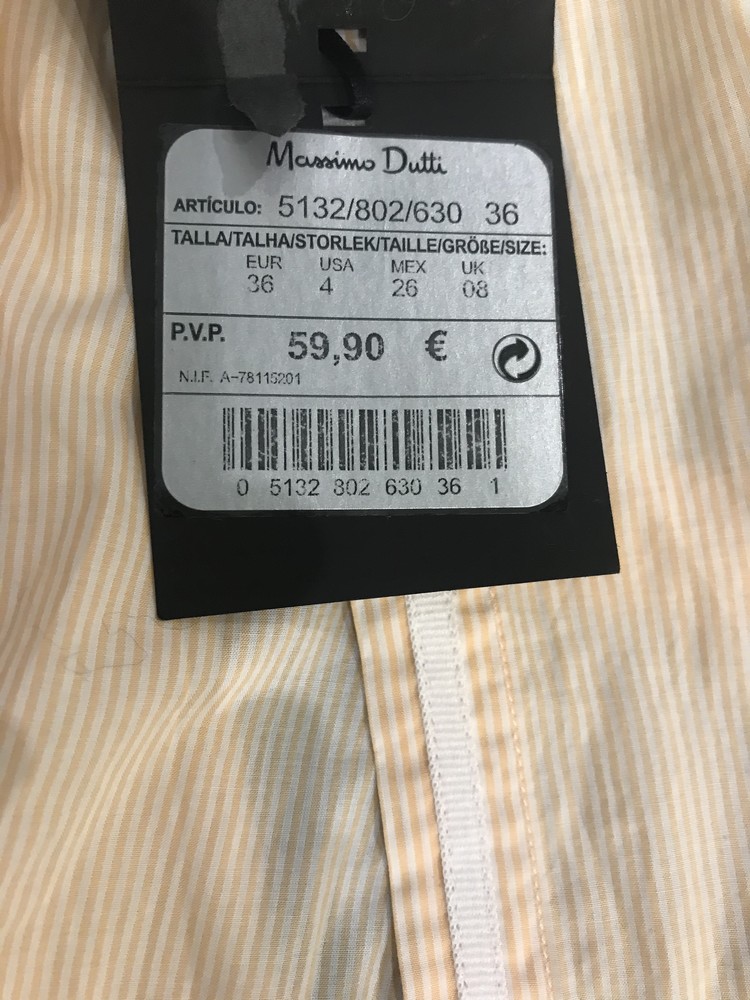 Massimo Dutti
ARTÍCULO: 5132/802/630 36
TALLA/TALHA/STORLEK/TAILLE/GRÖßE/SIZE:
EUR USA MEX UK
36 4 26 08
P.V.P. 59,90 €
N.I.F. A-78115201
0 5132 802 630 36 1